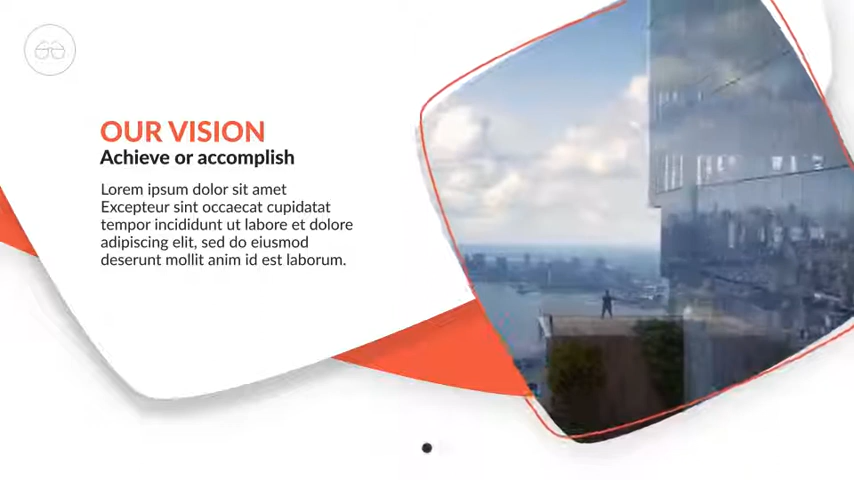 OUR VISION
Achieve or accomplish
Lorem ipsum dolor sit amet
Excepteur sint occaecat cupidatat
tempor incididunt ut labore et dolore
adipiscing elit, sed do eiusmod
deserunt mollit anim id est laborum.